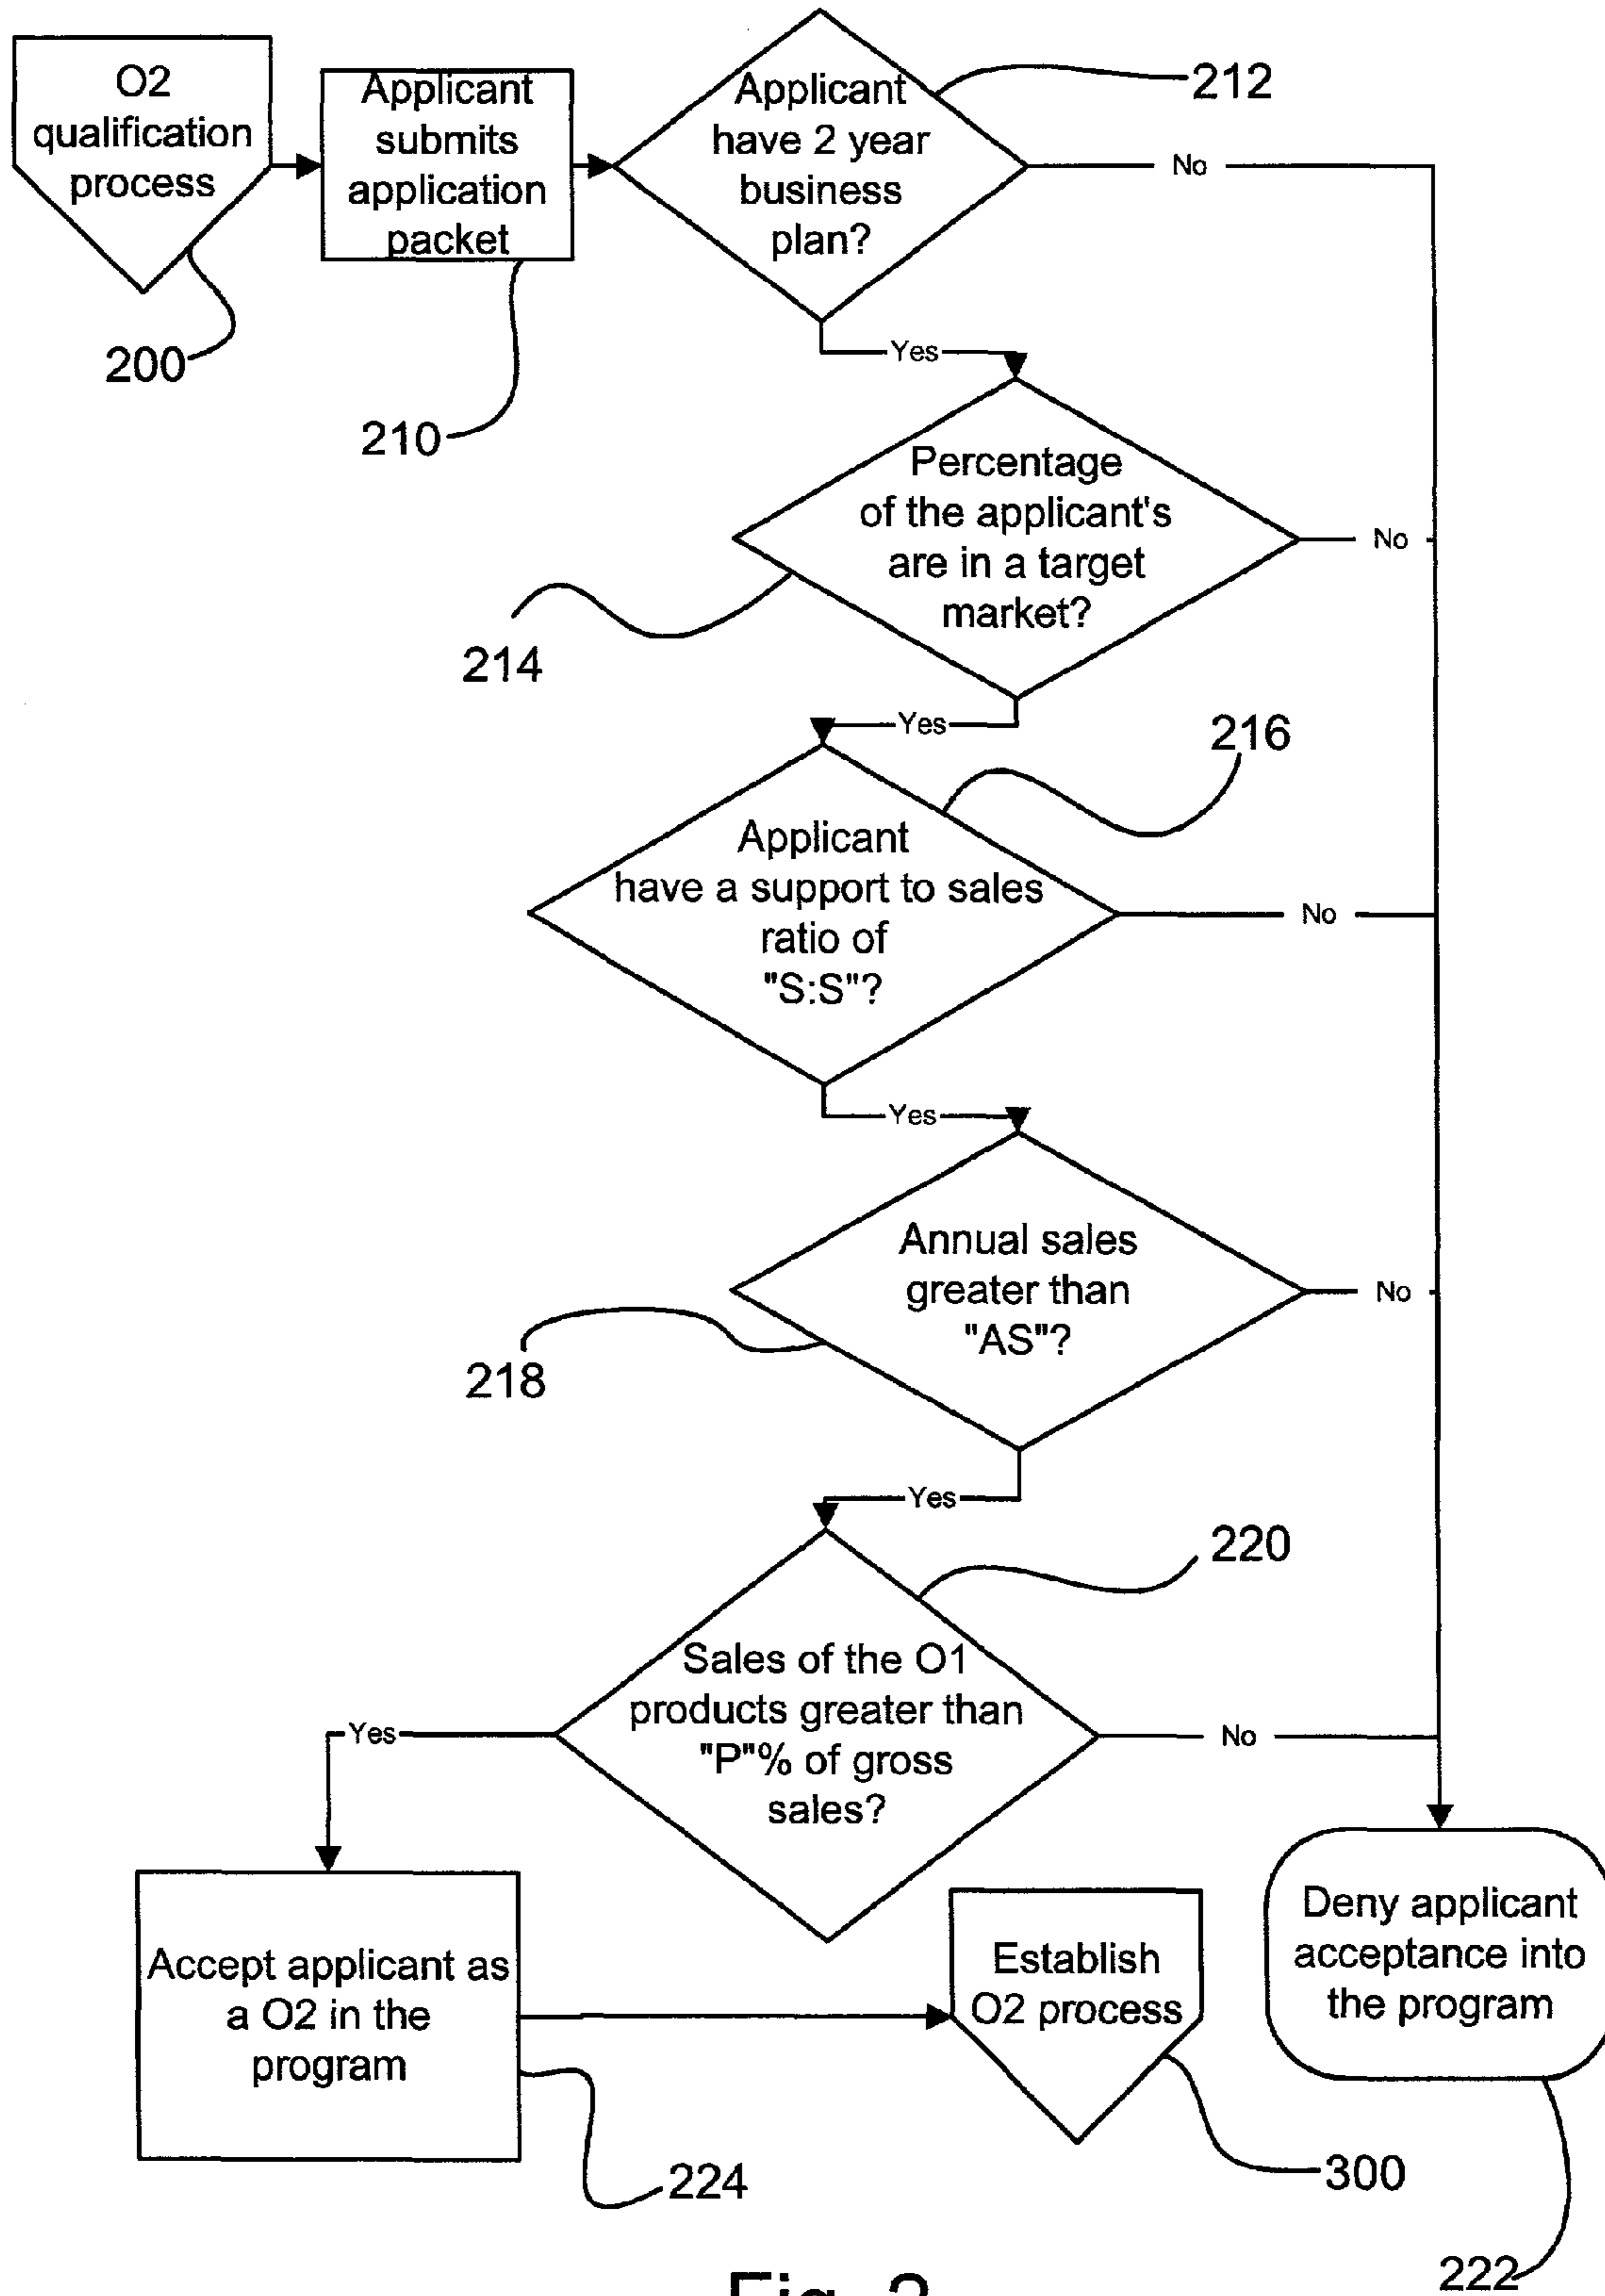 O2
qualification
process
200
Applicant
submits
application
packet
210
Applicant
have 2 year
business
plan?
212
No
Yes
Percentage
of the applicant's
are in a target
market?
214
No
Yes
216
Applicant
have a support to sales
ratio of
"S:S"?
No
Yes
Annual sales
greater than
"AS"?
218
No
Yes
220
Sales of the O1
products greater than
"P"% of gross
sales?
Yes
No
Accept applicant as
a O2 in the
program
224
Establish
O2 process
300
Deny applicant
acceptance into
the program
222